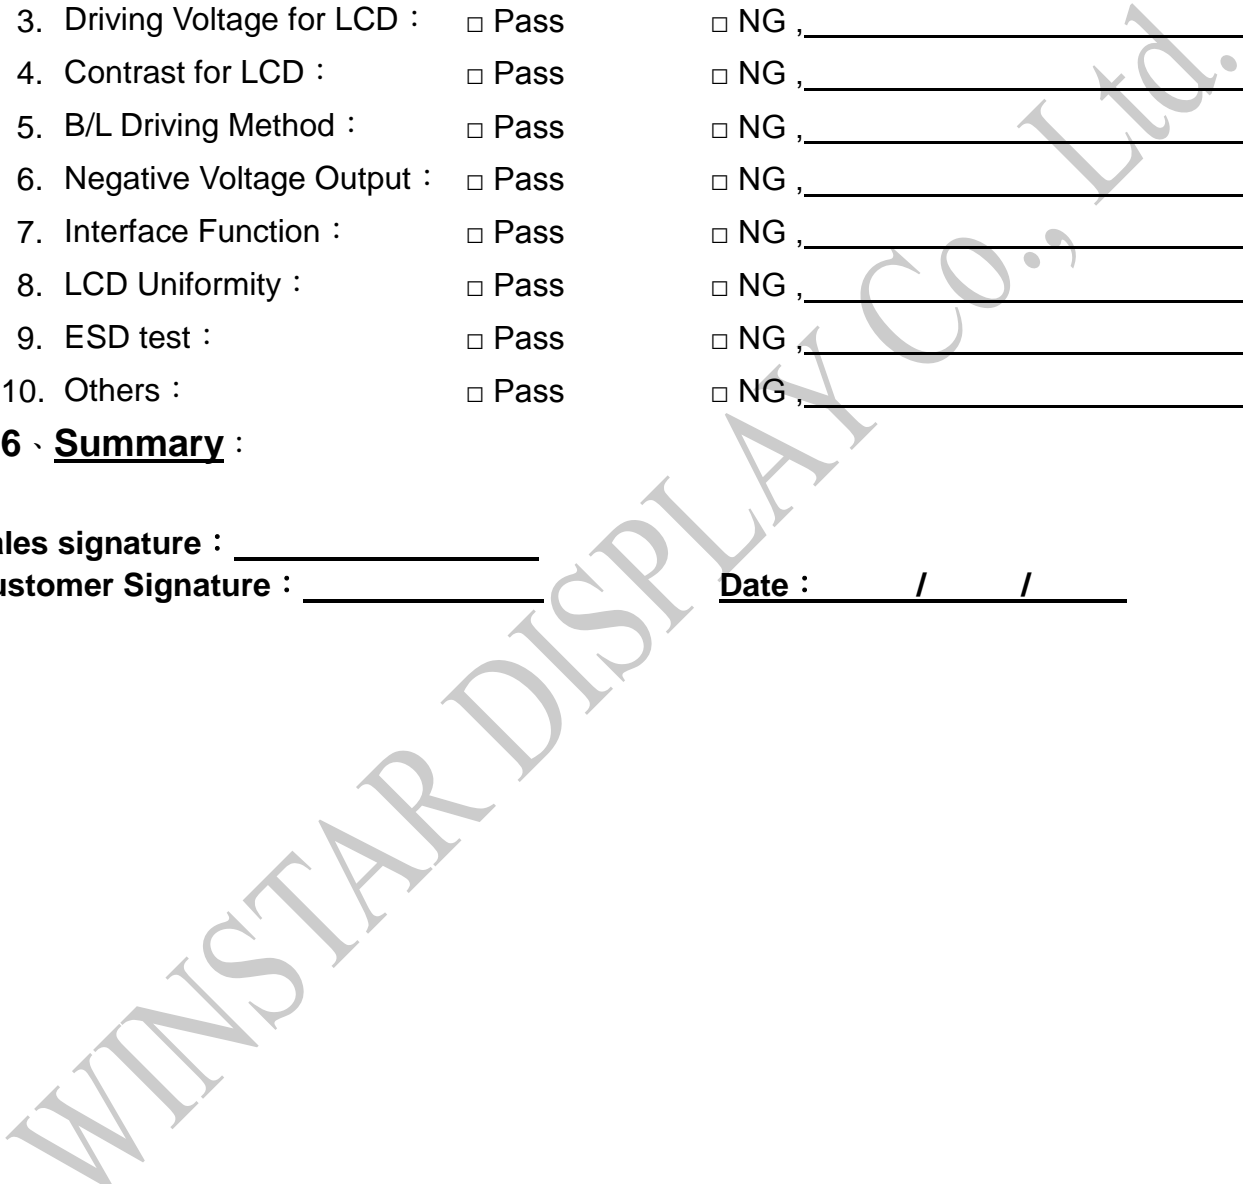 3. Driving Voltage for LCD： □ Pass □ NG ,
4. Contrast for LCD： □ Pass □ NG ,
5. B/L Driving Method： □ Pass □ NG ,
6. Negative Voltage Output： □ Pass □ NG ,
7. Interface Function： □ Pass □ NG ,
8. LCD Uniformity： □ Pass □ NG ,
9. ESD test： □ Pass □ NG ,
10. Others： □ Pass □ NG ,
6、Summary：
ales signature：
ustomer Signature： Date： / /
WINSTAR DISPLAY Co., Ltd.